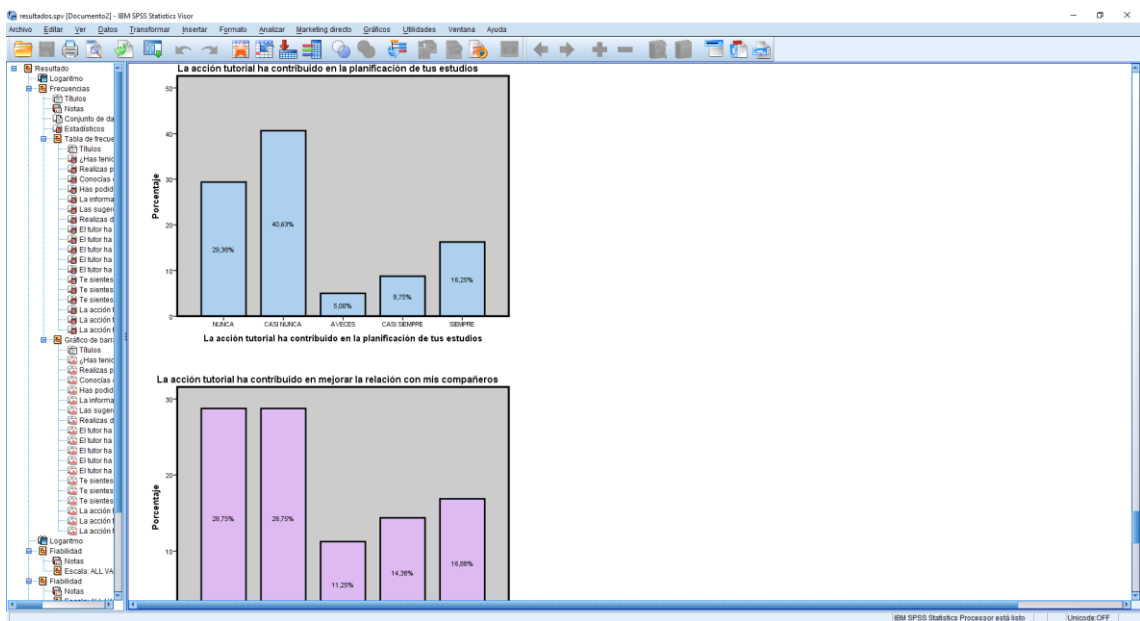 resultados.spv [Documento2] - IBM SPSS Statistics Visor
Archivo Editar Ver Datos Transformar Insertar Formato Analizar Marketing directo Gráficos Utilidades Ventana Ayuda
Resultado
Logaritmo
Frecuencias
Títulos
Notas
Conjunto de da
Estadísticos
Tabla de frecue
Títulos
¿Has tenic
Realizas p
Conocías
Has podid
La informa
Las suger
Realizas d
El tutor ha
El tutor ha
El tutor ha
El tutor ha
El tutor ha
Te sientes
Te sientes
Te sientes
La acción t
La acción t
La acción t
Gráfico de barr
Títulos
¿Has tenic
Realizas p
Conocías
Has podid
La informa
Las suger
Realizas d
El tutor ha
El tutor ha
El tutor ha
El tutor ha
El tutor ha
Te sientes
Te sientes
Te sientes
La acción t
La acción t
La acción t
Logaritmo
Fiabilidad
Notas
Escala: ALL VA
Fiabilidad
Notas
La acción tutorial ha contribuido en la planificación de tus estudios
Porcentaje
50
40
30
20
10
0
29,38%
40,63%
5,00%
8,75%
16,25%
NUNCA CASI NUNCA A VECES CASI SIEMPRE SIEMPRE
La acción tutorial ha contribuido en la planificación de tus estudios
La acción tutorial ha contribuido en mejorar la relación con mis compañeros
Porcentaje
30
20
10
28,75%
28,75%
11,25%
14,38%
16,88%
IBM SPSS Statistics Processor está listo
Unicode:OFF